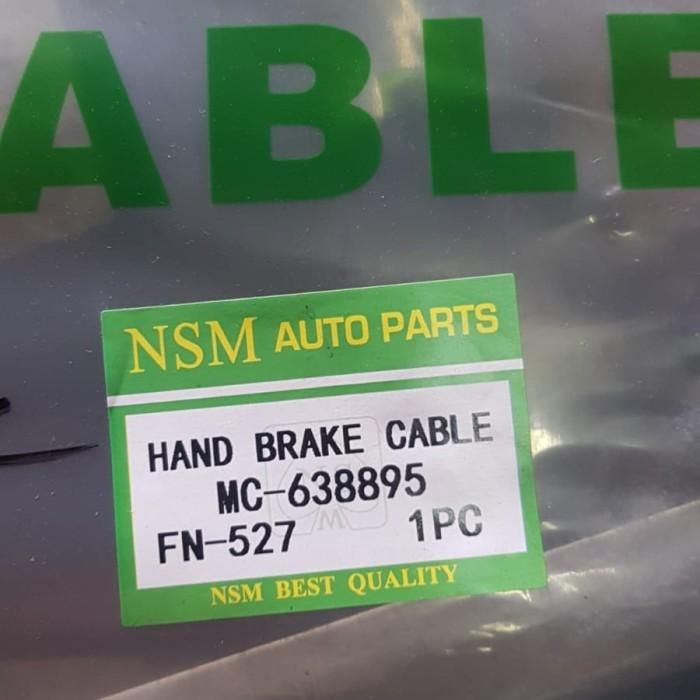 ABLE
NSM AUTO PARTS
HAND BRAKE CABLE
MC-638895
FN-527 1PC
NSM BEST QUALITY